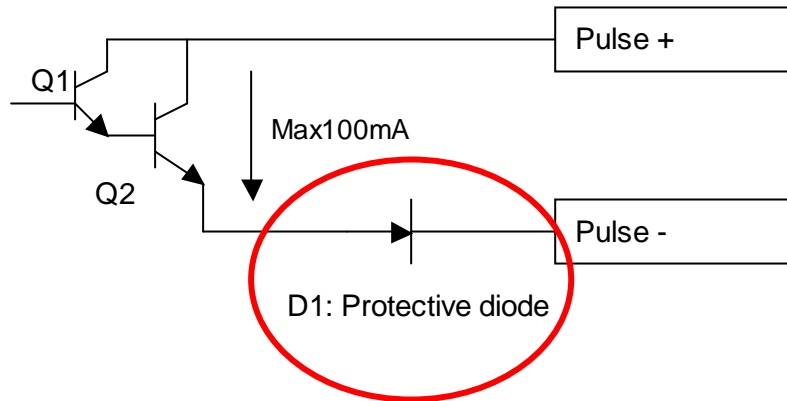 Pulse +
Q1
Max100mA
Q2
Pulse -
D1: Protective diode